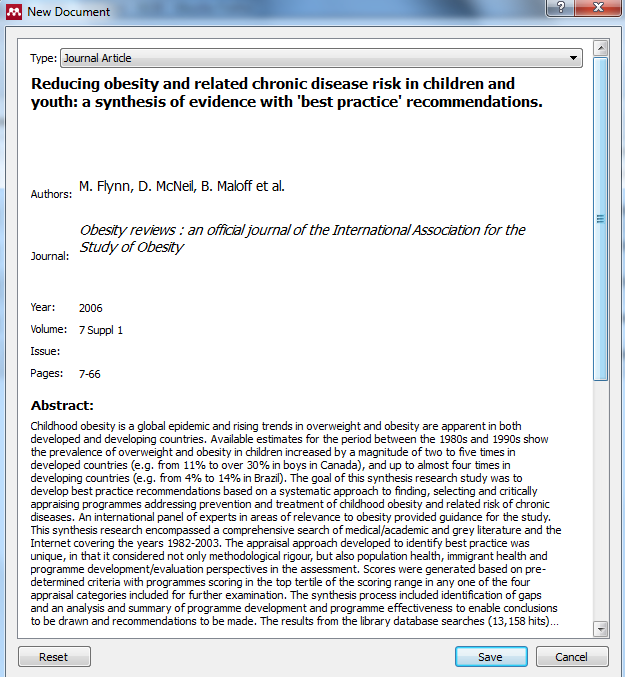 New Document
?
Type: Journal Article
Reducing obesity and related chronic disease risk in children and
youth: a synthesis of evidence with 'best practice' recommendations.
Authors: M. Flynn, D. McNeil, B. Maloff et al.
Obesity reviews : an official journal of the International Association for the
Study of Obesity
Journal:
Year: 2006
Volume: 7 Suppl 1
Issue:
Pages: 7-66
Abstract:
Childhood obesity is a global epidemic and rising trends in overweight and obesity are apparent in both
developed and developing countries. Available estimates for the period between the 1980s and 1990s show
the prevalence of overweight and obesity in children increased by a magnitude of two to five times in
developed countries (e.g. from 11% to over 30% in boys in Canada), and up to almost four times in
developing countries (e.g. from 4% to 14% in Brazil). The goal of this synthesis research study was to
develop best practice recommendations based on a systematic approach to finding, selecting and critically
appraising programmes addressing prevention and treatment of childhood obesity and related risk of chronic
diseases. An international panel of experts in areas of relevance to obesity provided guidance for the study.
This synthesis research encompassed a comprehensive search of medical/academic and grey literature and the
Internet covering the years 1982-2003. The appraisal approach developed to identify best practice was
unique, in that it considered not only methodological rigour, but also population health, immigrant health and
programme development/evaluation perspectives in the assessment. Scores were generated based on pre-
determined criteria with programmes scoring in the top tertile of the scoring range in any one of the four
appraisal categories included for further examination. The synthesis process included identification of gaps
and an analysis and summary of programme development and programme effectiveness to enable conclusions
to be drawn and recommendations to be made. The results from the library database searches (13,158 hits)...
Reset Save Cancel